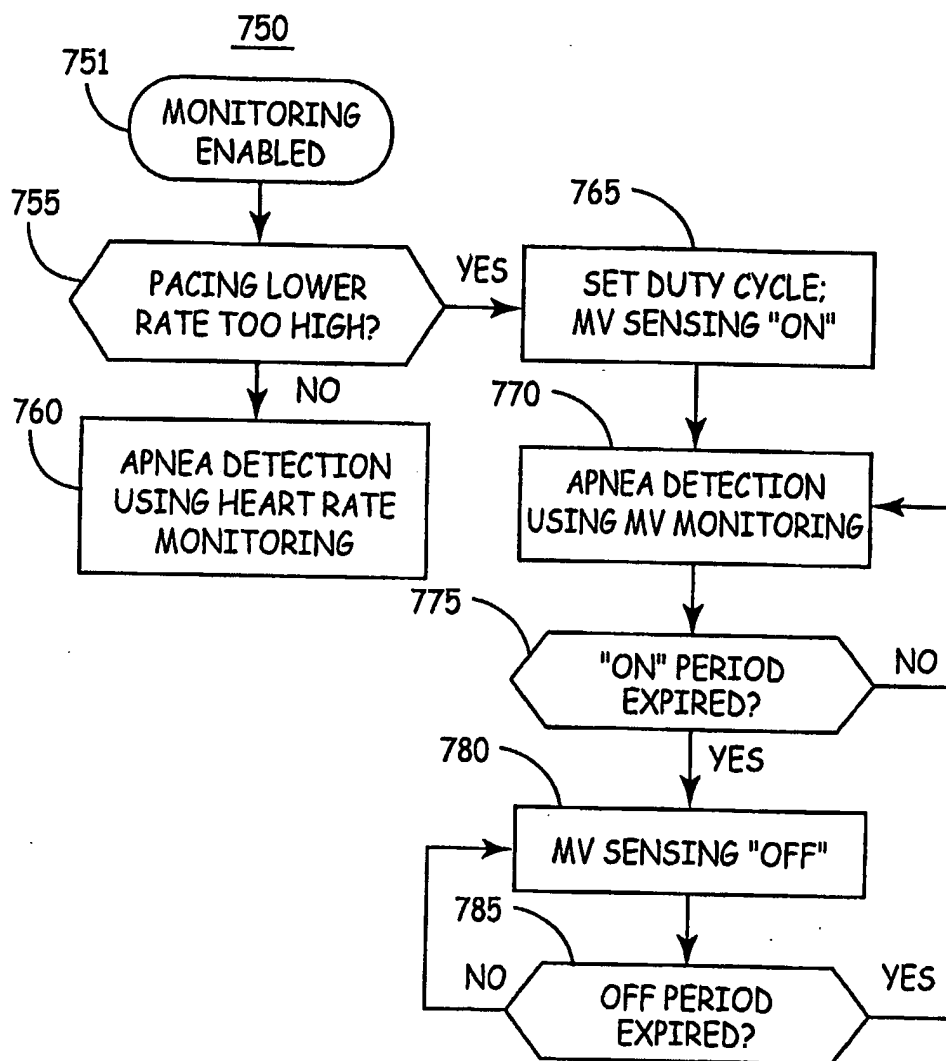 750
751
MONITORING
ENABLED
755
PACING LOWER
RATE TOO HIGH?
YES
765
SET DUTY CYCLE;
MV SENSING "ON"
NO
760
APNEA DETECTION
USING HEART RATE
MONITORING
770
APNEA DETECTION
USING MV MONITORING
775
"ON" PERIOD
EXPIRED?
NO
YES
780
MV SENSING "OFF"
785
NO
OFF PERIOD
EXPIRED?
YES